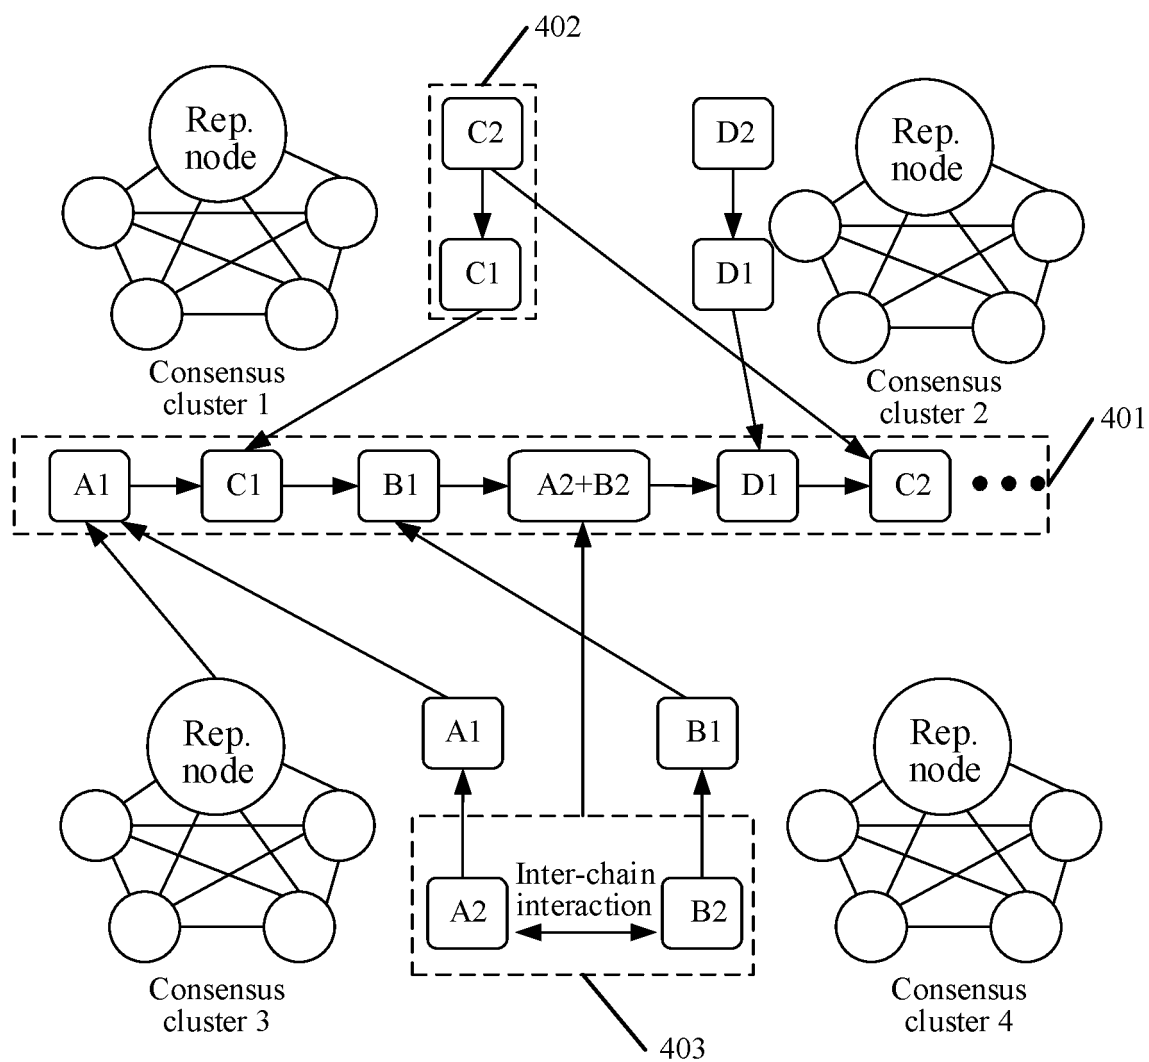 402
Rep.
node
C2
D2
Rep.
node
C1
D1
Consensus
cluster 1
Consensus
cluster 2
401
A1
C1
B1
A2+B2
D1
C2
Rep.
node
A1
B1
Rep.
node
Inter-chain
interaction
A2
B2
Consensus
cluster 3
Consensus
cluster 4
403